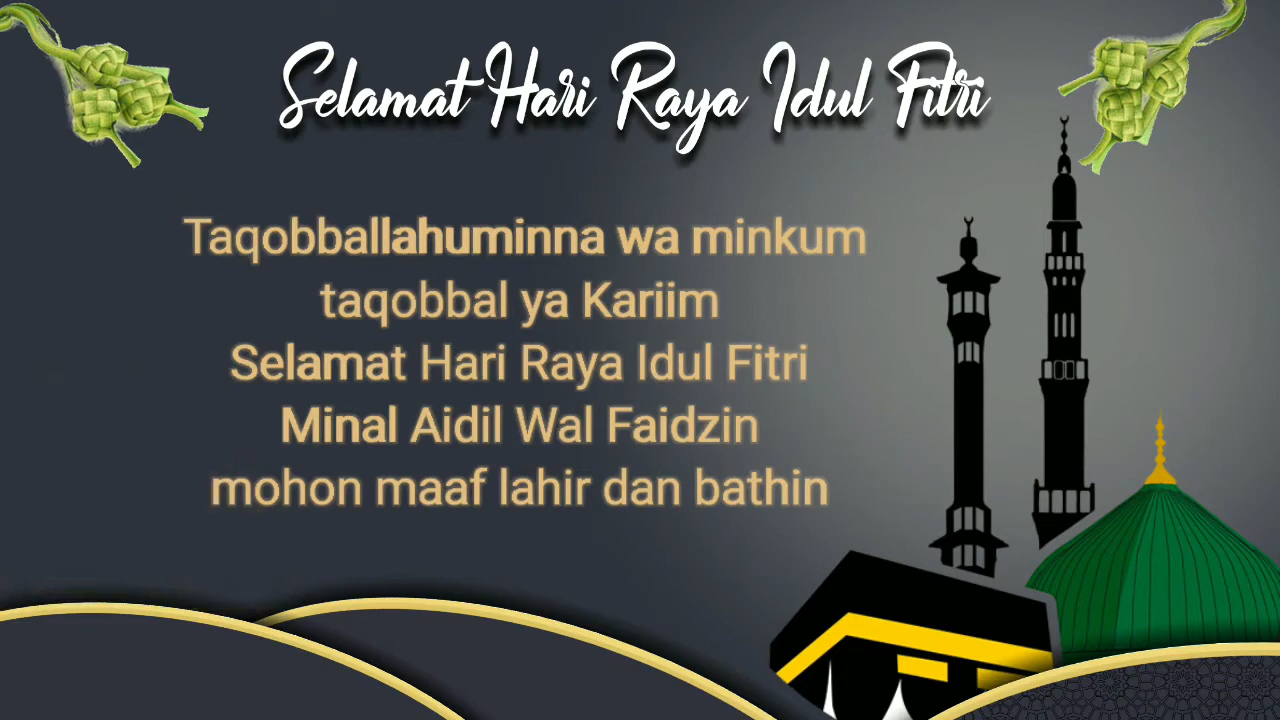 Selamat Hari Raya Idul Fitri
Taqobballahuminna wa minkum
taqobbal ya Kariim
Selamat Hari Raya Idul Fitri
Minal Aidil Wal Faidzin
mohon maaf lahir dan bathin